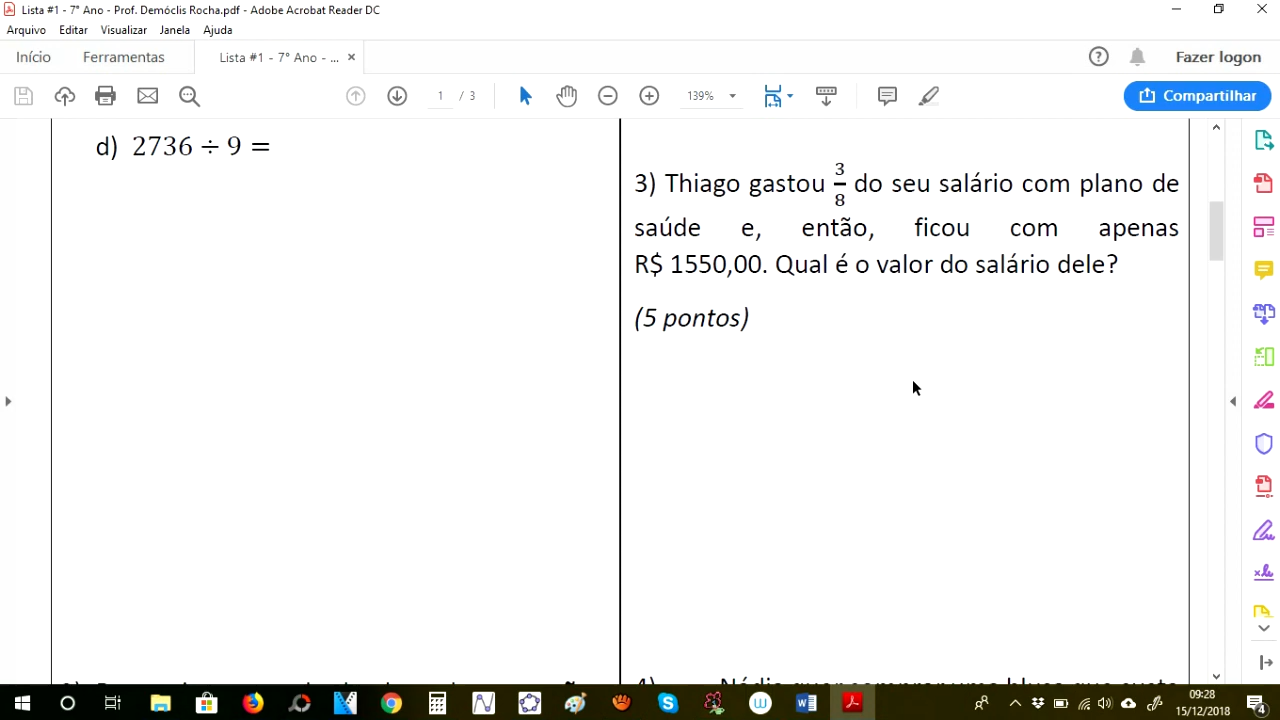 Lista #1 - 7° Ano - Prof. Demóclis Rocha.pdf - Adobe Acrobat Reader DC
Arquivo Editar Visualizar Janela Ajuda
Início Ferramentas Lista #1 - 7° Ano - ... × Fazer logon
1 / 3 139% Compartilhar
d) 2736 ÷ 9 =
3) Thiago gastou 3/8 do seu salário com plano de
saúde e, então, ficou com apenas
R$ 1550,00. Qual é o valor do salário dele?
(5 pontos)
09:28
15/12/2018
4